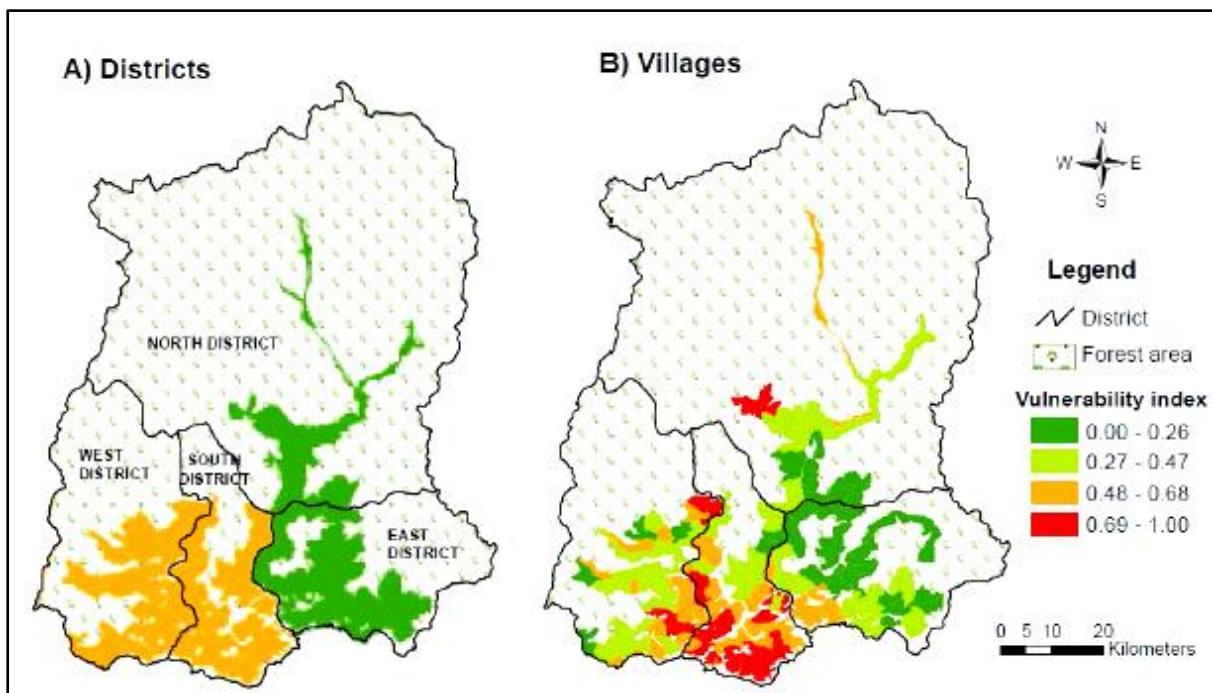 A) Districts
B) Villages
N
W E
S
NORTH DISTRICT
WEST
DISTRICT
SOUTH
DISTRICT
EAST
DISTRICT
Legend
District
Forest area
Vulnerability index
0.00 - 0.26
0.27 - 0.47
0.48 - 0.68
0.69 - 1.00
0 5 10 20
Kilometers